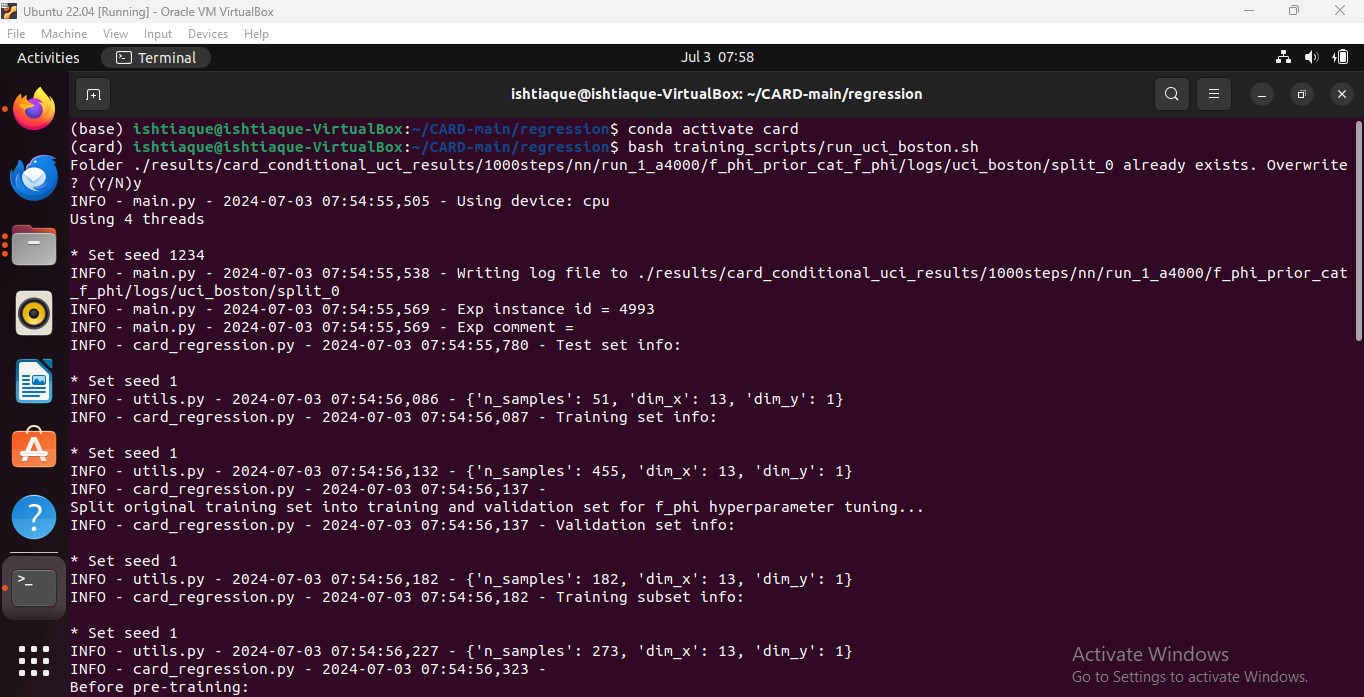 Ubuntu 22.04 [Running] - Oracle VM VirtualBox
File Machine View Input Devices Help
Activities Terminal Jul 3 07:58
ishtiaque@ishtiaque-VirtualBox: ~/CARD-main/regression
(base) ishtiaque@ishtiaque-VirtualBox:~/CARD-main/regression$ conda activate card
(card) ishtiaque@ishtiaque-VirtualBox:~/CARD-main/regression$ bash training_scripts/run_uci_boston.sh
Folder ./results/card_conditional_uci_results/1000steps/nn/run_1_a4000/f_phi_prior_cat_f_phi/logs/uci_boston/split_0 already exists. Overwrite
? (Y/N)y
INFO - main.py - 2024-07-03 07:54:55,505 - Using device: cpu
Using 4 threads
* Set seed 1234
INFO - main.py - 2024-07-03 07:54:55,538 - Writing log file to ./results/card_conditional_uci_results/1000steps/nn/run_1_a4000/f_phi_prior_cat
_f_phi/logs/uci_boston/split_0
INFO - main.py - 2024-07-03 07:54:55,569 - Exp instance id = 4993
INFO - main.py - 2024-07-03 07:54:55,569 - Exp comment =
INFO - card_regression.py - 2024-07-03 07:54:55,780 - Test set info:
* Set seed 1
INFO - utils.py - 2024-07-03 07:54:56,086 - {'n_samples': 51, 'dim_x': 13, 'dim_y': 1}
INFO - card_regression.py - 2024-07-03 07:54:56,087 - Training set info:
* Set seed 1
INFO - utils.py - 2024-07-03 07:54:56,132 - {'n_samples': 455, 'dim_x': 13, 'dim_y': 1}
INFO - card_regression.py - 2024-07-03 07:54:56,137 -
Split original training set into training and validation set for f_phi hyperparameter tuning...
INFO - card_regression.py - 2024-07-03 07:54:56,137 - Validation set info:
* Set seed 1
INFO - utils.py - 2024-07-03 07:54:56,182 - {'n_samples': 182, 'dim_x': 13, 'dim_y': 1}
INFO - card_regression.py - 2024-07-03 07:54:56,182 - Training subset info:
* Set seed 1
INFO - utils.py - 2024-07-03 07:54:56,227 - {'n_samples': 273, 'dim_x': 13, 'dim_y': 1}
INFO - card_regression.py - 2024-07-03 07:54:56,323 -
Before pre-training:
Activate Windows
Go to Settings to activate Windows.